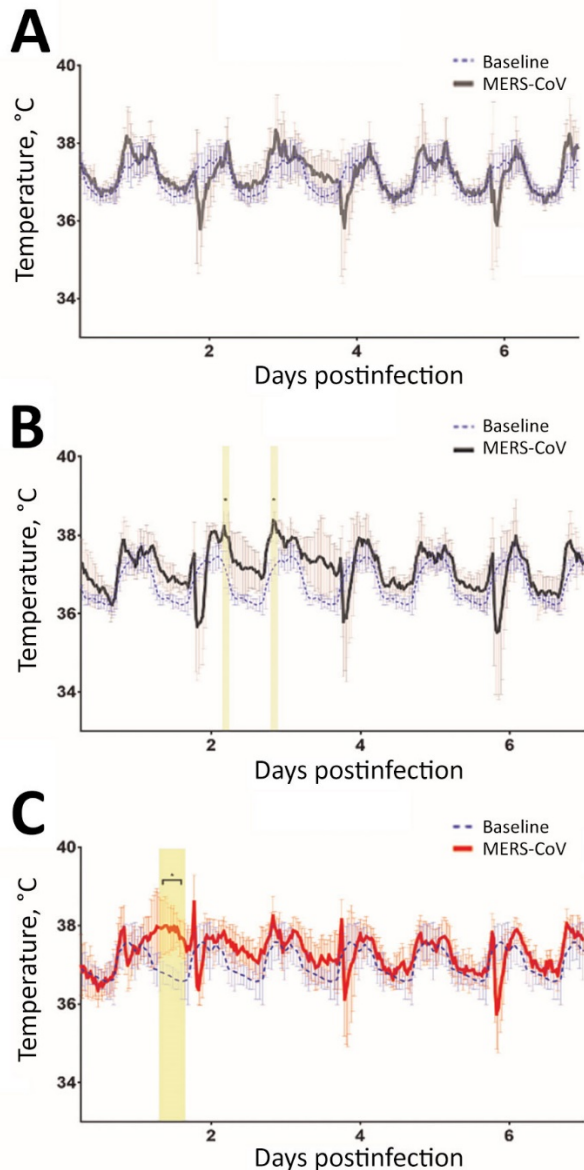 A
Baseline
MERS-CoV
Temperature, °C
40
38
36
34
2
4
6
Days postinfection
B
Baseline
MERS-CoV
Temperature, °C
40
38
36
34
*
*
2
4
6
Days postinfection
C
Baseline
MERS-CoV
Temperature, °C
40
38
36
34
*
2
4
6
Days postinfection